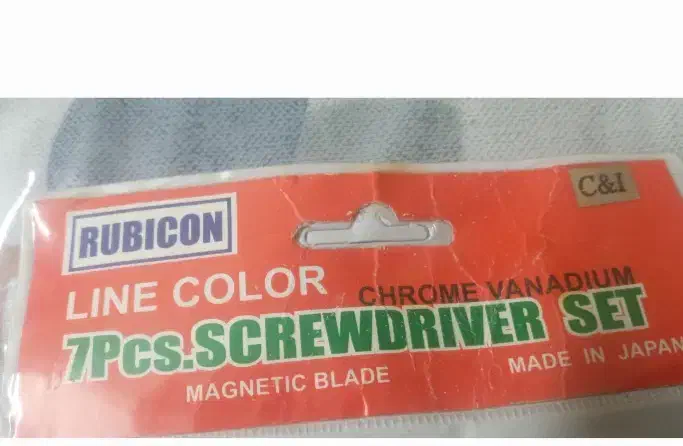 C&I
RUBICON
LINE COLOR
CHROME VANADIUM
7Pcs.SCREWDRIVER SET
MAGNETIC BLADE
MADE IN JAPAN